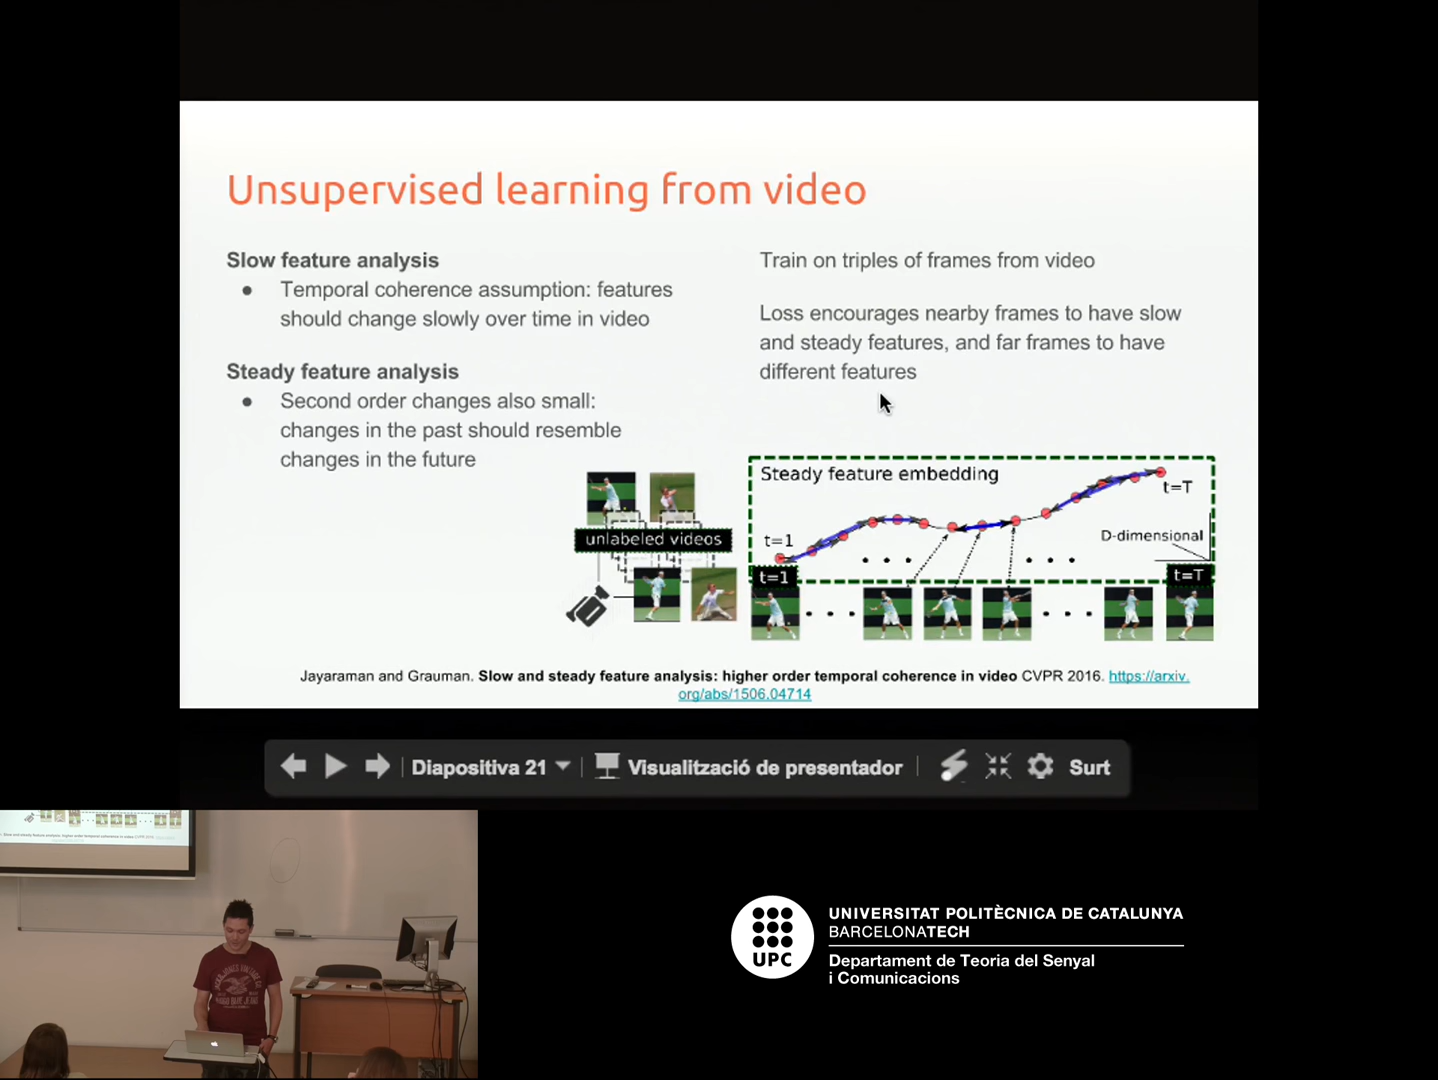 Unsupervised learning from video
Slow feature analysis
● Temporal coherence assumption: features
should change slowly over time in video
Steady feature analysis
● Second order changes also small:
changes in the past should resemble
changes in the future
Train on triples of frames from video
Loss encourages nearby frames to have slow
and steady features, and far frames to have
different features
unlabeled videos
Steady feature embedding
t=1
t=T
D-dimensional
t=1
t=T
Jayaraman and Grauman. Slow and steady feature analysis: higher order temporal coherence in video CVPR 2016. https://arxiv.
org/abs/1506.04714
Diapositiva 21
Visualització de presentador
Surt
UPC
UNIVERSITAT POLITÈCNICA DE CATALUNYA
BARCELONATECH
Departament de Teoria del Senyal
i Comunicacions